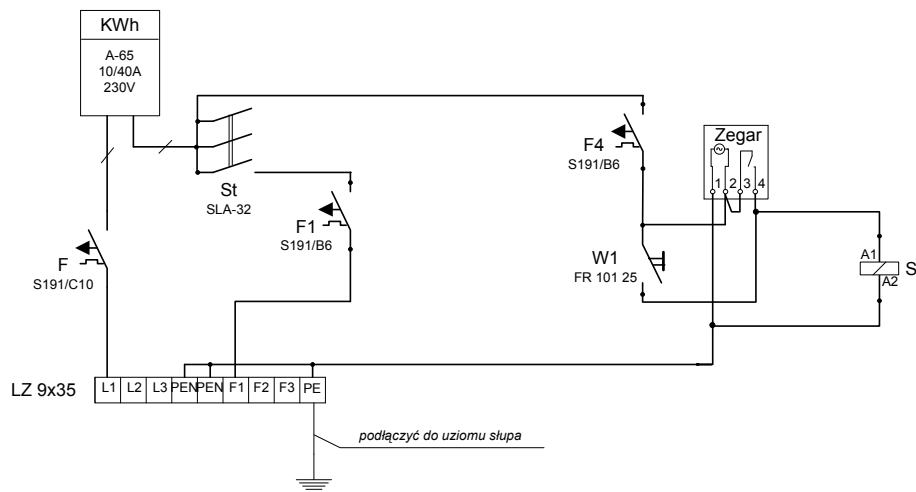 KWh
A-65
10/40A
230V
St
SLA-32
F4
S191/B6
Zegar
1 2 3 4
F1
S191/B6
F
S191/C10
W1
FR 101 25
A1
A2
S
LZ 9x35
L1 L2 L3 PEN PEN F1 F2 F3 PE
podłączyć do uziomu słupa